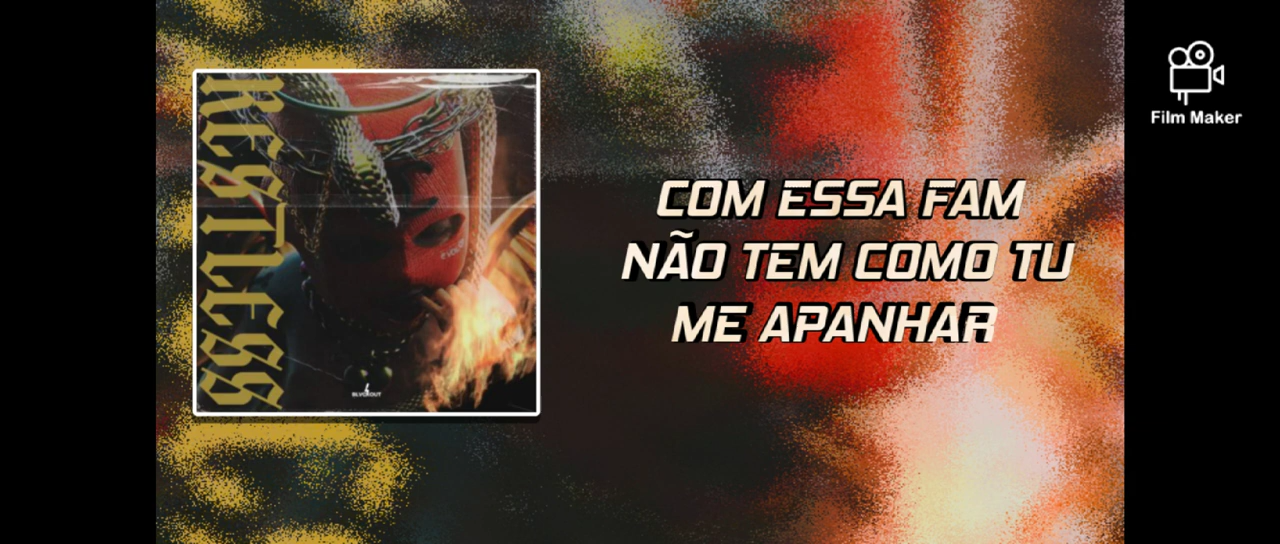 RESTLESS
BLVCKOUT
COM ESSA FAM
NÃO TEM COMO TU
ME APANHAR
Film Maker